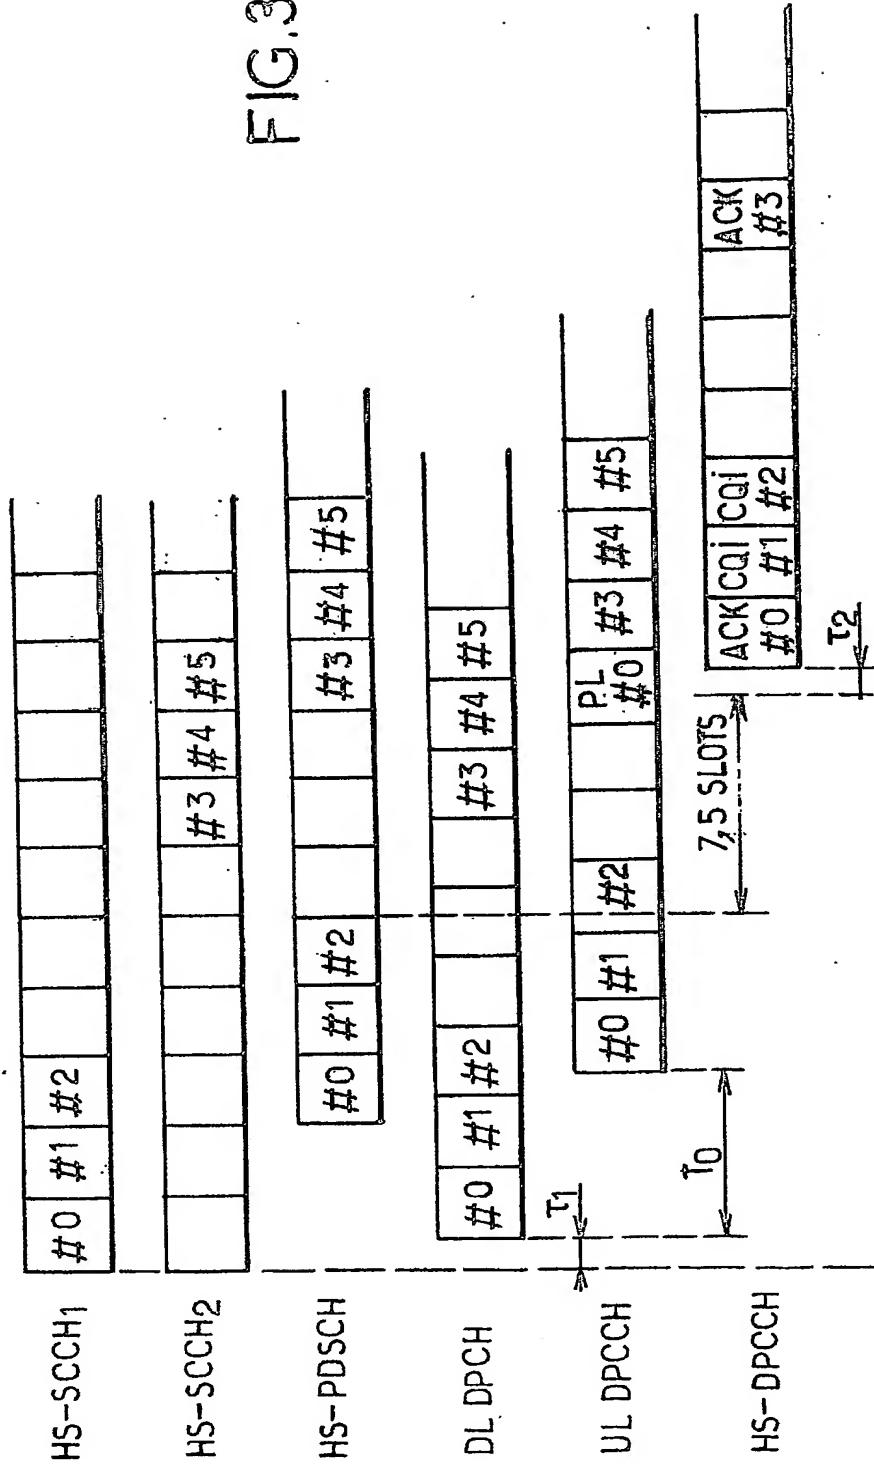 FIG.3
HS-SCCH1 #0 #1 #2
HS-SCCH2 #3 #4 #5
HS-PDSCH #0 #1 #2 #3 #4 #5
DL DPCH #0 #1 #2 #3 #4 #5
τ1
UL DPCCH #0 #1 #2 P.L #0 #3 #4 #5
T0
7,5 SLOTS
τ2
HS-DPCCH ACK #0 CQi #1 CQi #2 ACK #3